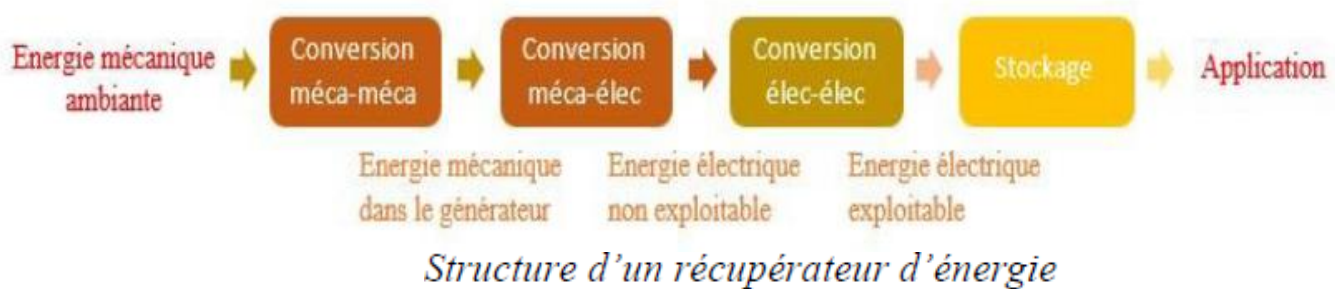 Energie mécanique
ambiante
Conversion
méca-méca
Conversion
méca-élec
Conversion
élec-élec
Stockage
Application
Energie mécanique
dans le générateur
Energie électrique
non exploitable
Energie électrique
exploitable
Structure d’un récupérateur d’énergie